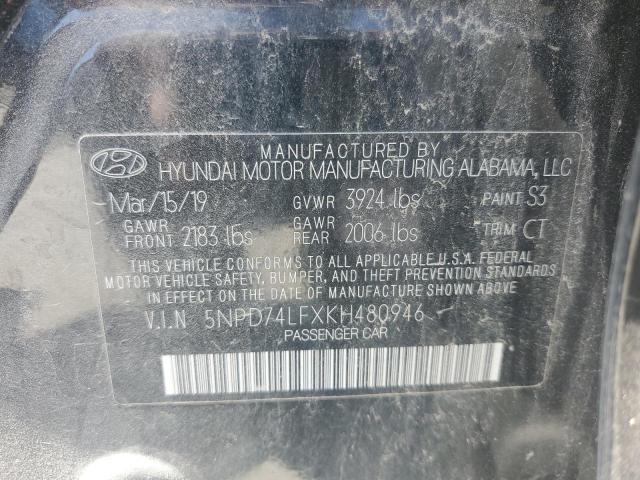 MANUFACTURED BY
HYUNDAI MOTOR MANUFACTURING ALABAMA, LLC
Mar/15/19 GVWR 3924 lbs PAINT S3
GAWR FRONT 2183 lbs GAWR REAR 2006 lbs TRIM CT
THIS VEHICLE CONFORMS TO ALL APPLICABLE U.S.A. FEDERAL
MOTOR VEHICLE SAFETY, BUMPER, AND THEFT PREVENTION STANDARDS
IN EFFECT ON THE DATE OF MANUFACTURE SHOWN ABOVE.
V.I.N 5NPD74LFXKH480946
PASSENGER CAR